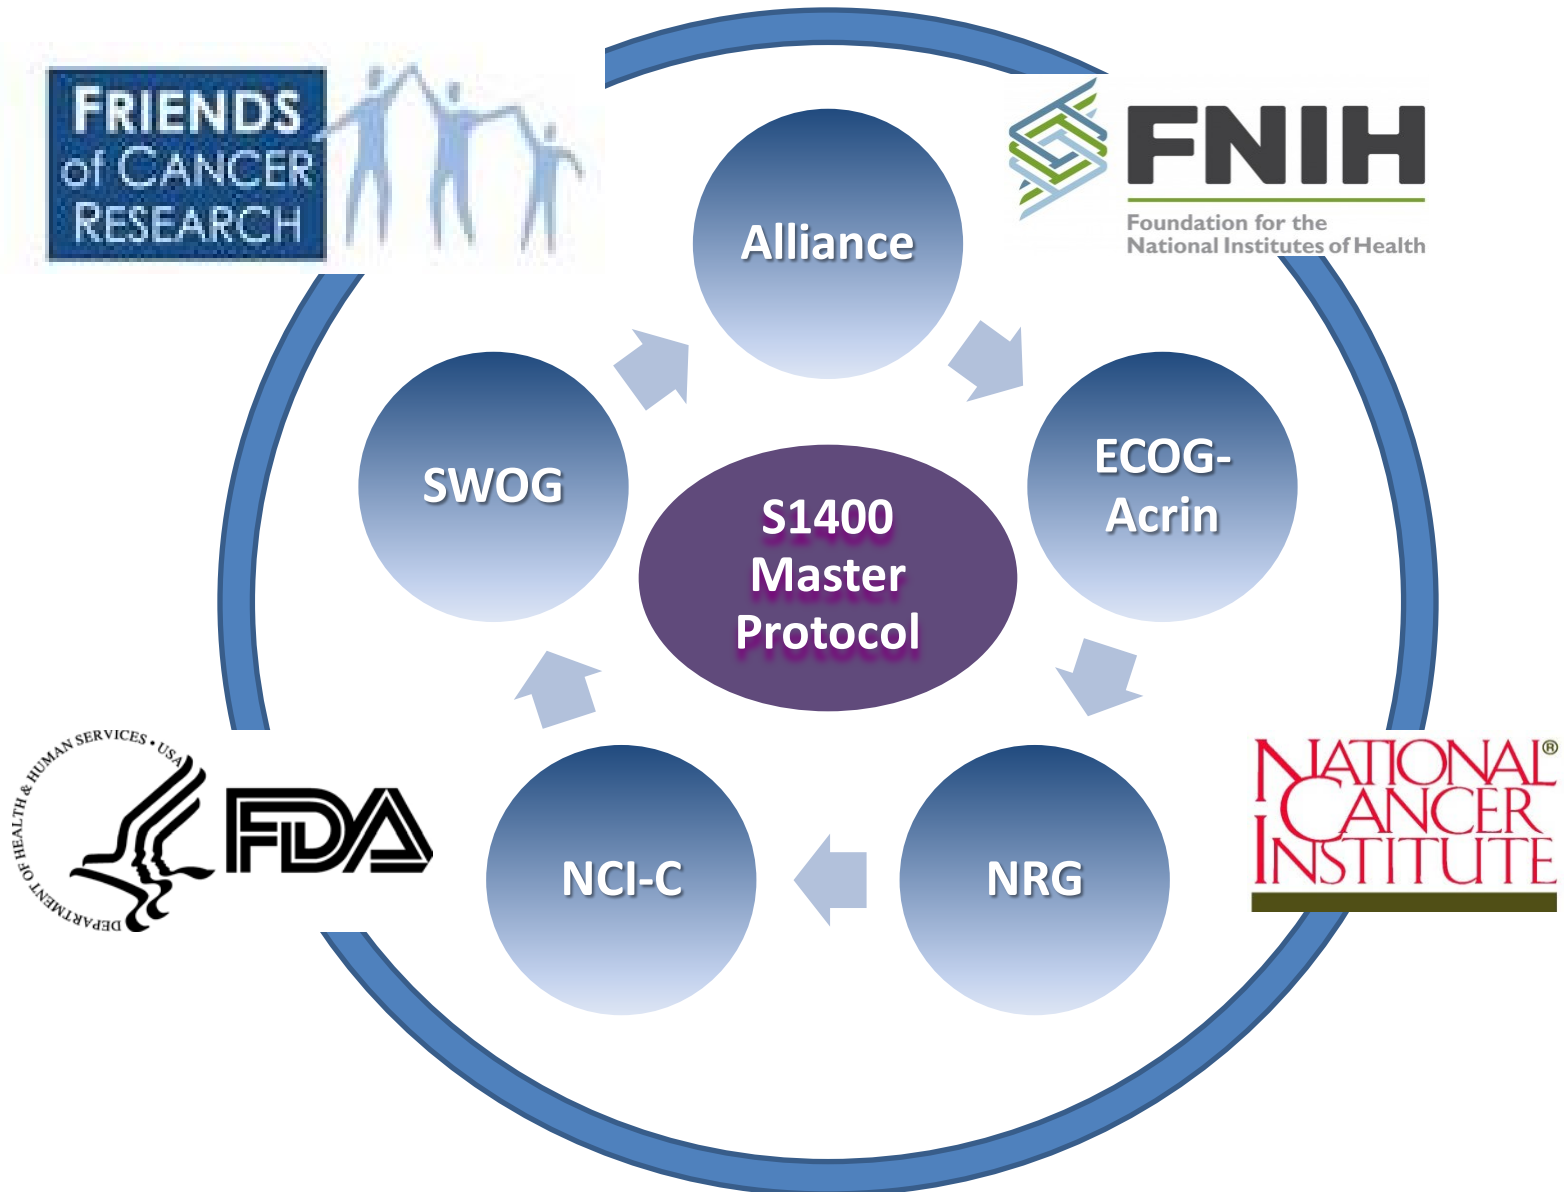 FRIENDS
of CANCER
RESEARCH
FNIH
Foundation for the
National Institutes of Health
Alliance
SWOG
ECOG-
Acrin
S1400
Master
Protocol
DEPARTMENT OF HEALTH & HUMAN SERVICES • USA
FDA
NCI-C
NRG
NATIONAL®
CANCER
INSTITUTE